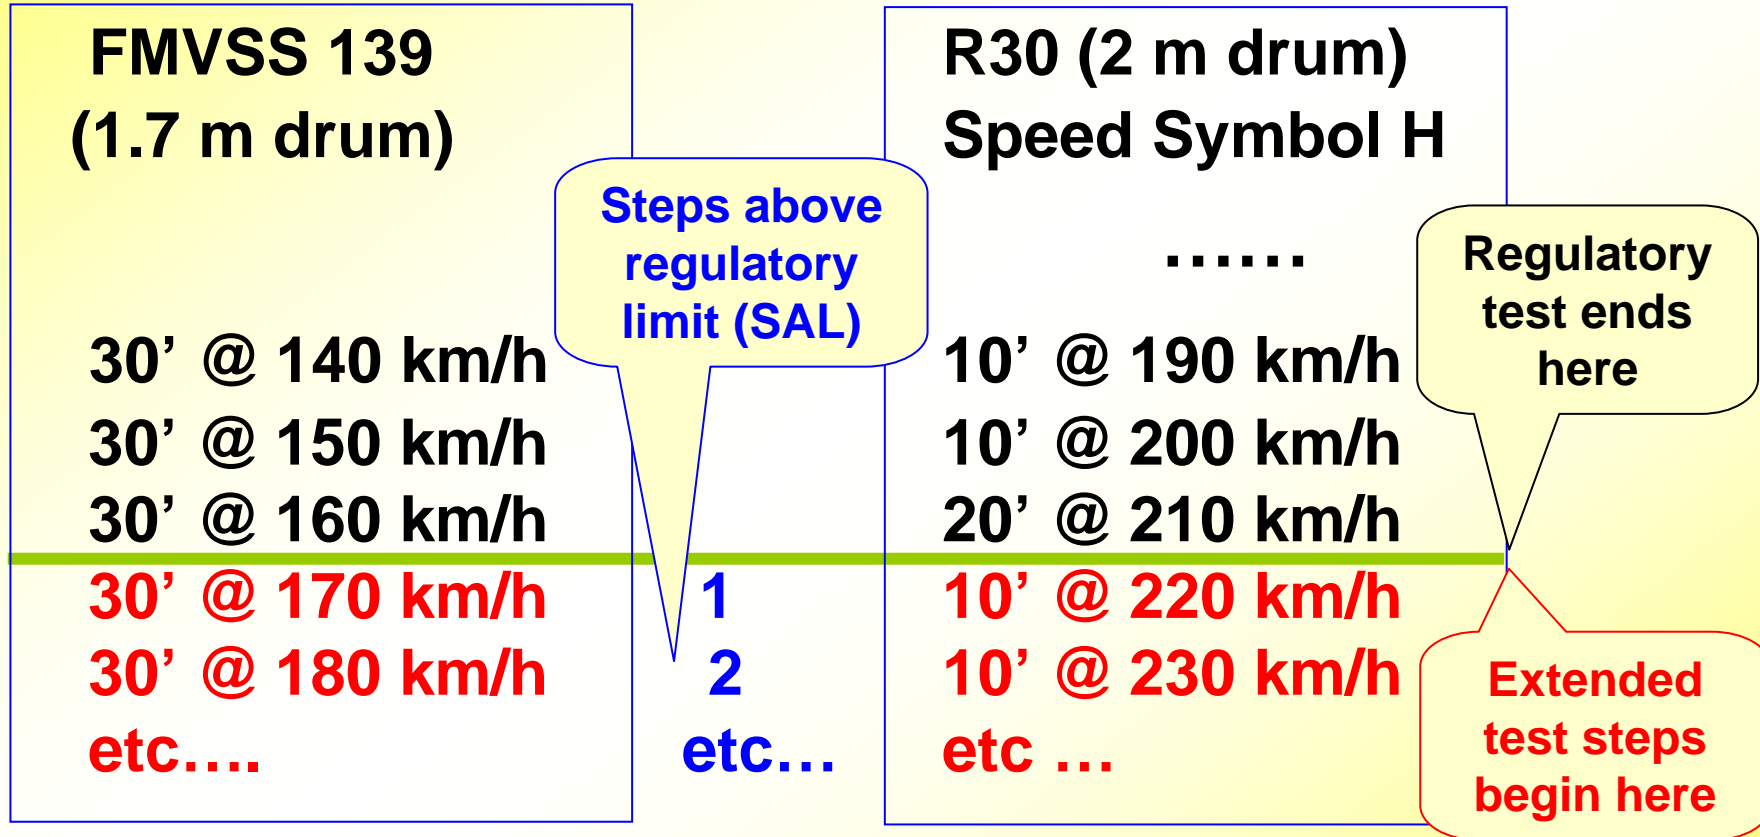 FMVSS 139
(1.7 m drum)
30’ @ 140 km/h
30’ @ 150 km/h
30’ @ 160 km/h
30’ @ 170 km/h
30’ @ 180 km/h
etc….
Steps above
regulatory
limit (SAL)
1
2
etc…
R30 (2 m drum)
Speed Symbol H
……
10’ @ 190 km/h
10’ @ 200 km/h
20’ @ 210 km/h
10’ @ 220 km/h
10’ @ 230 km/h
etc …
Regulatory
test ends
here
Extended
test steps
begin here